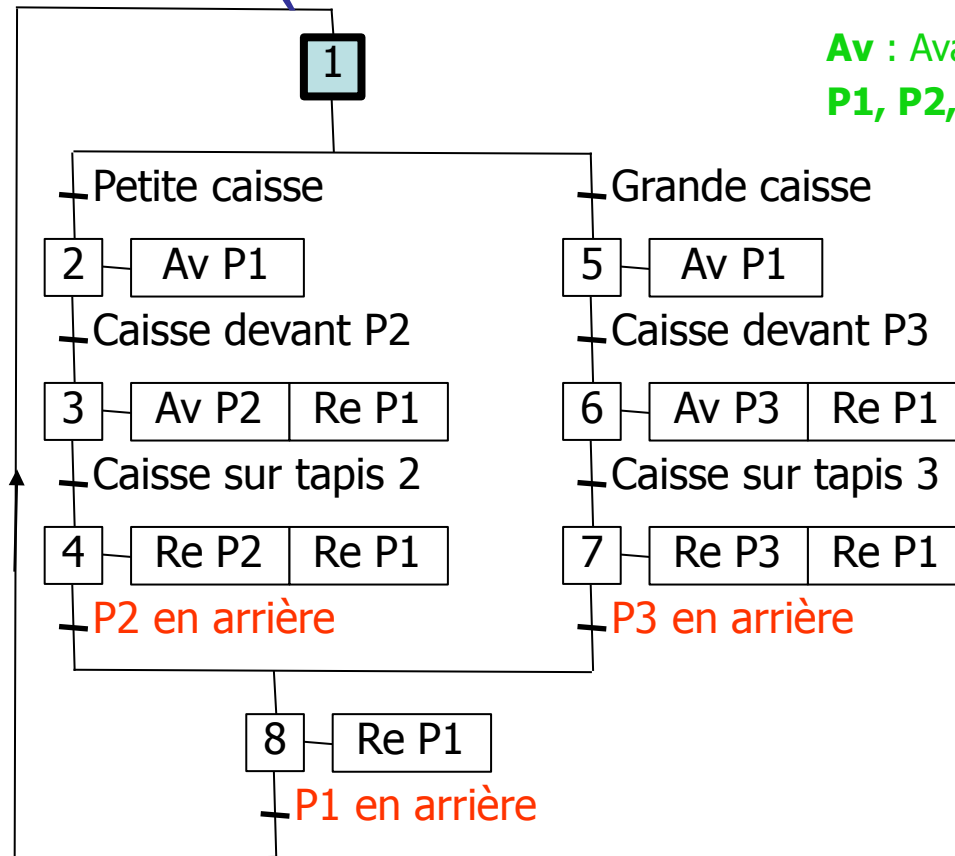 1
Av : Ava
P1, P2,
Petite caisse Grande caisse
2 Av P1 5 Av P1
Caisse devant P2 Caisse devant P3
3 Av P2 Re P1 6 Av P3 Re P1
Caisse sur tapis 2 Caisse sur tapis 3
4 Re P2 Re P1 7 Re P3 Re P1
P2 en arrière P3 en arrière
8 Re P1
P1 en arrière